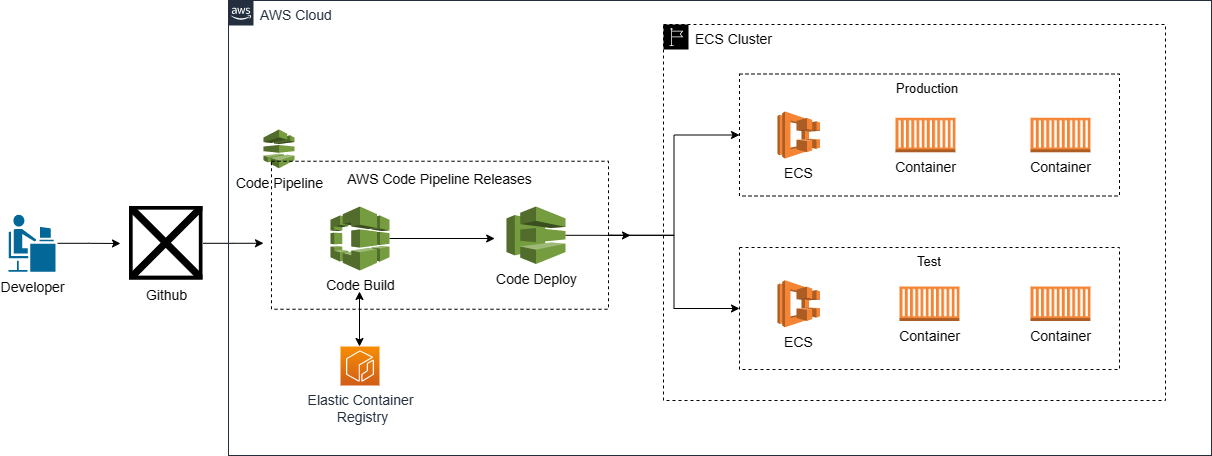 aws
AWS Cloud
ECS Cluster
Production
ECS
Container
Container
Code Pipeline
AWS Code Pipeline Releases
Code Build
Code Deploy
Developer
Github
Test
ECS
Container
Container
Elastic Container
Registry